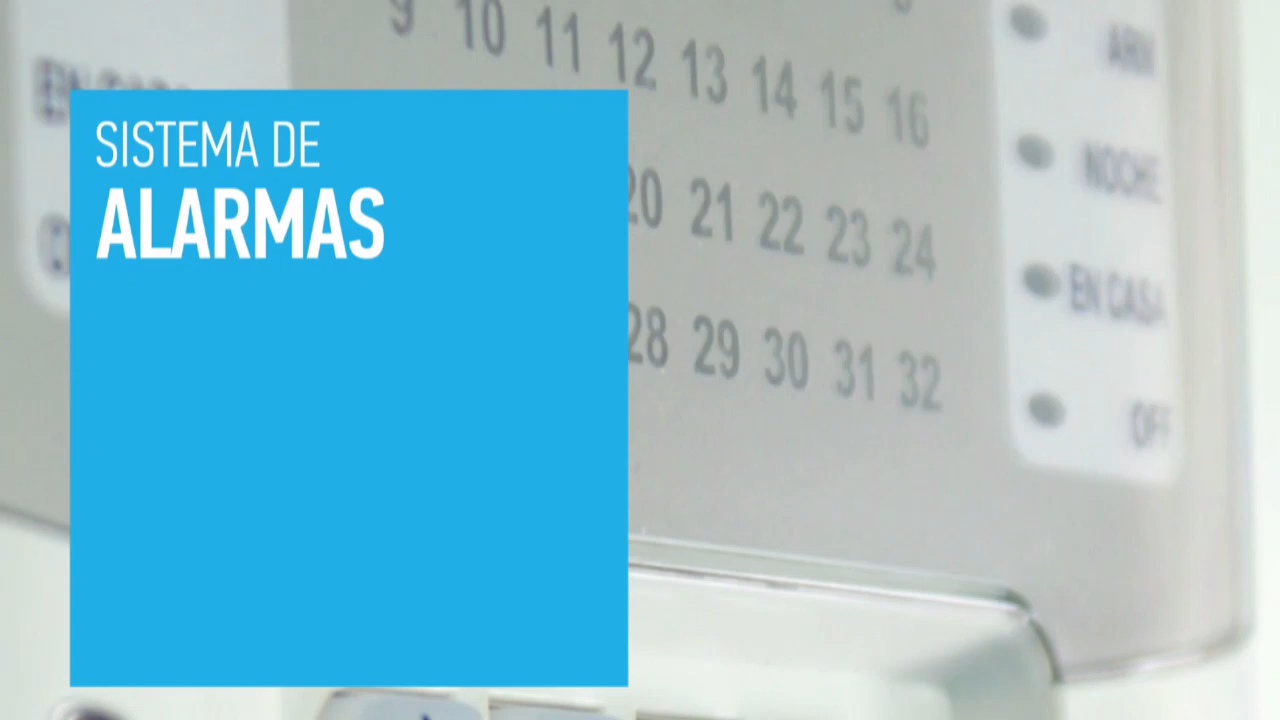 SISTEMA DE
ALARMAS
9 10 11 12 13 14 15 16
20 21 22 23 24
28 29 30 31 32
NOCHE
EN CASA
OFF